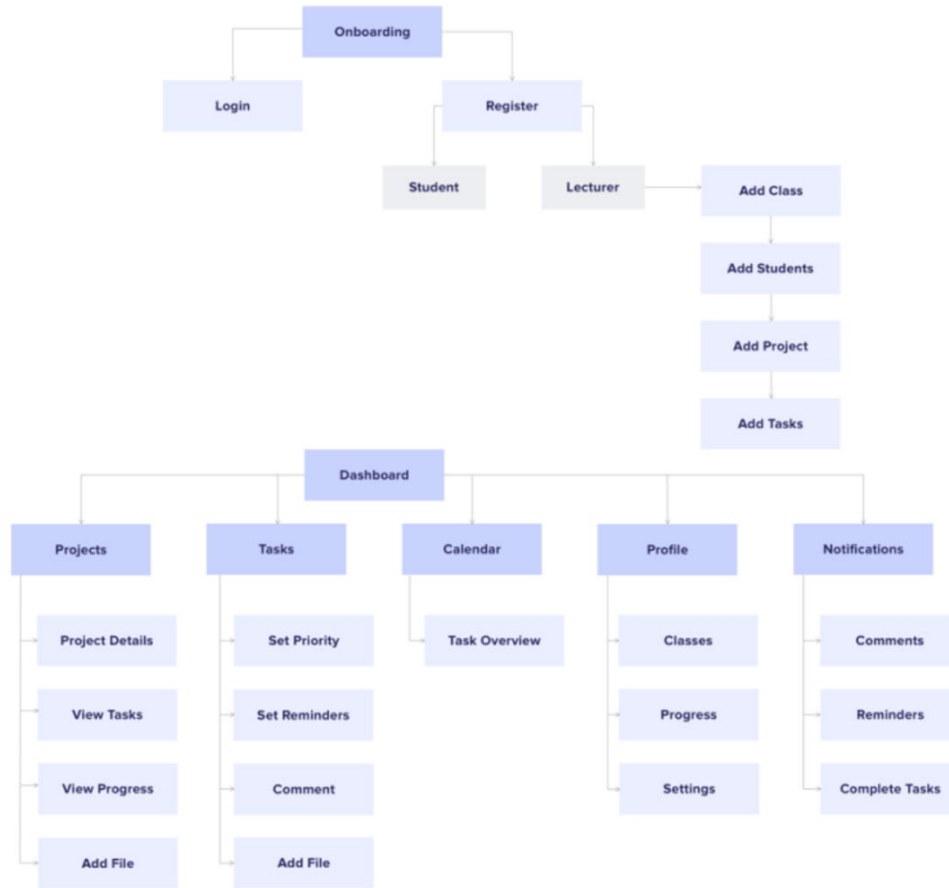 Onboarding
Login
Register
Student
Lecturer
Add Class
Add Students
Add Project
Add Tasks
Dashboard
Projects
Tasks
Calendar
Profile
Notifications
Project Details
Set Priority
Task Overview
Classes
Comments
View Tasks
Set Reminders
Progress
Reminders
View Progress
Comment
Settings
Complete Tasks
Add File
Add File